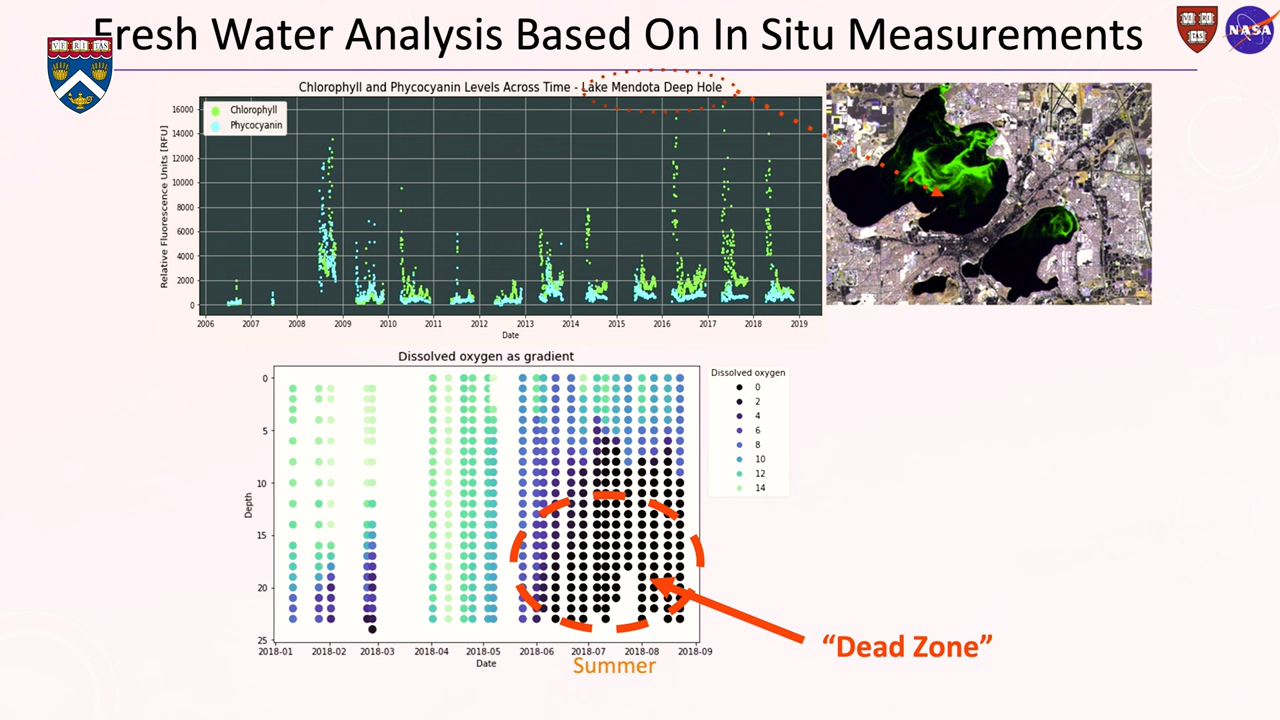 Fresh Water Analysis Based On In Situ Measurements
VE RI TAS
VE RI TAS
NASA
Chlorophyll and Phycocyanin Levels Across Time - Lake Mendota Deep Hole
Chlorophyll
Phycocyanin
Relative Fluorescence Units [RFU]
16000
14000
12000
10000
8000
6000
4000
2000
0
2006 2007 2008 2009 2010 2011 2012 2013 2014 2015 2016 2017 2018 2019
Date
Dissolved oxygen as gradient
Depth
0
5
10
15
20
25
2018-01 2018-02 2018-03 2018-04 2018-05 2018-06 2018-07 2018-08 2018-09
Date
Summer
Dissolved oxygen
0
2
4
6
8
10
12
14
“Dead Zone”